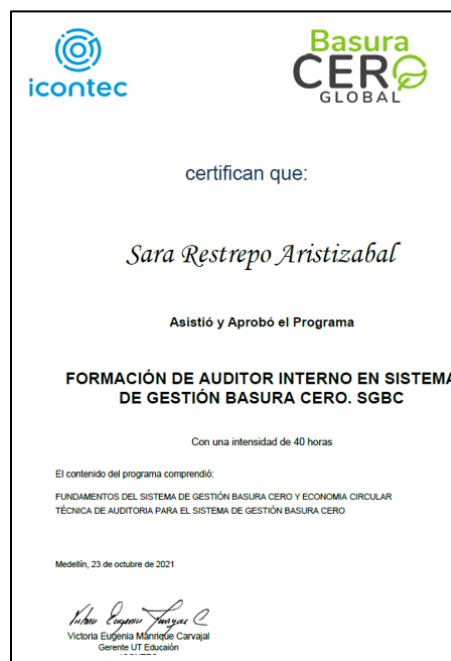 icontec
Basura
CERO
GLOBAL
certifican que:
Sara Restrepo Aristizabal
Asistió y Aprobó el Programa
FORMACIÓN DE AUDITOR INTERNO EN SISTEMA
DE GESTIÓN BASURA CERO. SGBC
Con una intensidad de 40 horas
El contenido del programa comprendió:
FUNDAMENTOS DEL SISTEMA DE GESTIÓN BASURA CERO Y ECONOMIA CIRCULAR
TÉCNICA DE AUDITORIA PARA EL SISTEMA DE GESTIÓN BASURA CERO
Medellín, 23 de octubre de 2021
Victoria Eugenia Manrique Carvajal
Gerente UT Educación